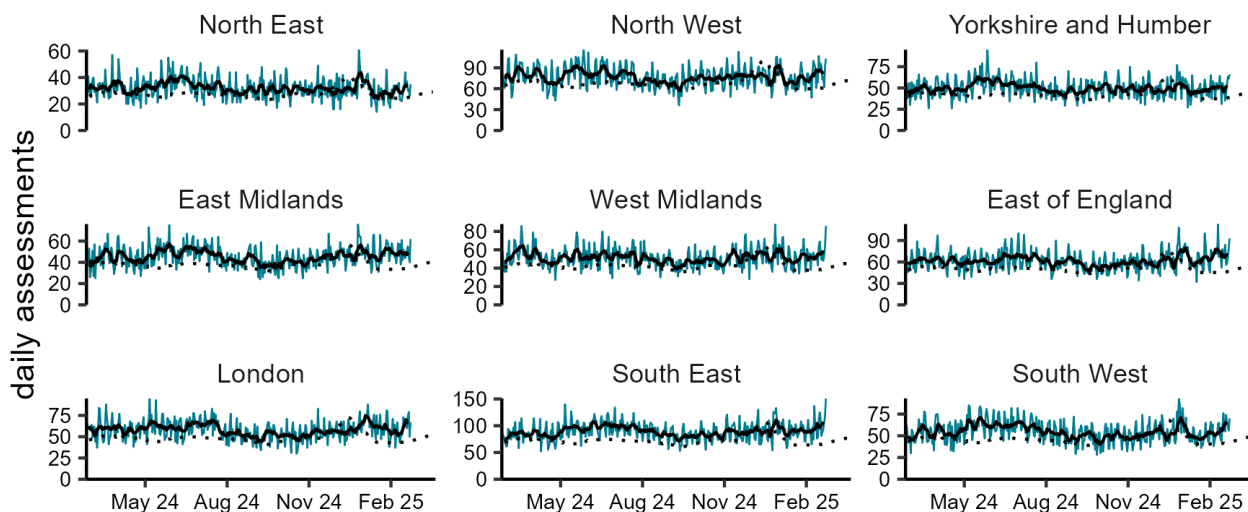 North East
North West
Yorkshire and Humber
60
40
20
0
90
60
30
0
75
50
25
0
East Midlands
West Midlands
East of England
60
40
20
0
80
60
40
20
0
90
60
30
0
London
South East
South West
75
50
25
0
150
100
50
0
75
50
25
0
May 24 Aug 24 Nov 24 Feb 25
May 24 Aug 24 Nov 24 Feb 25
May 24 Aug 24 Nov 24 Feb 25
daily assessments